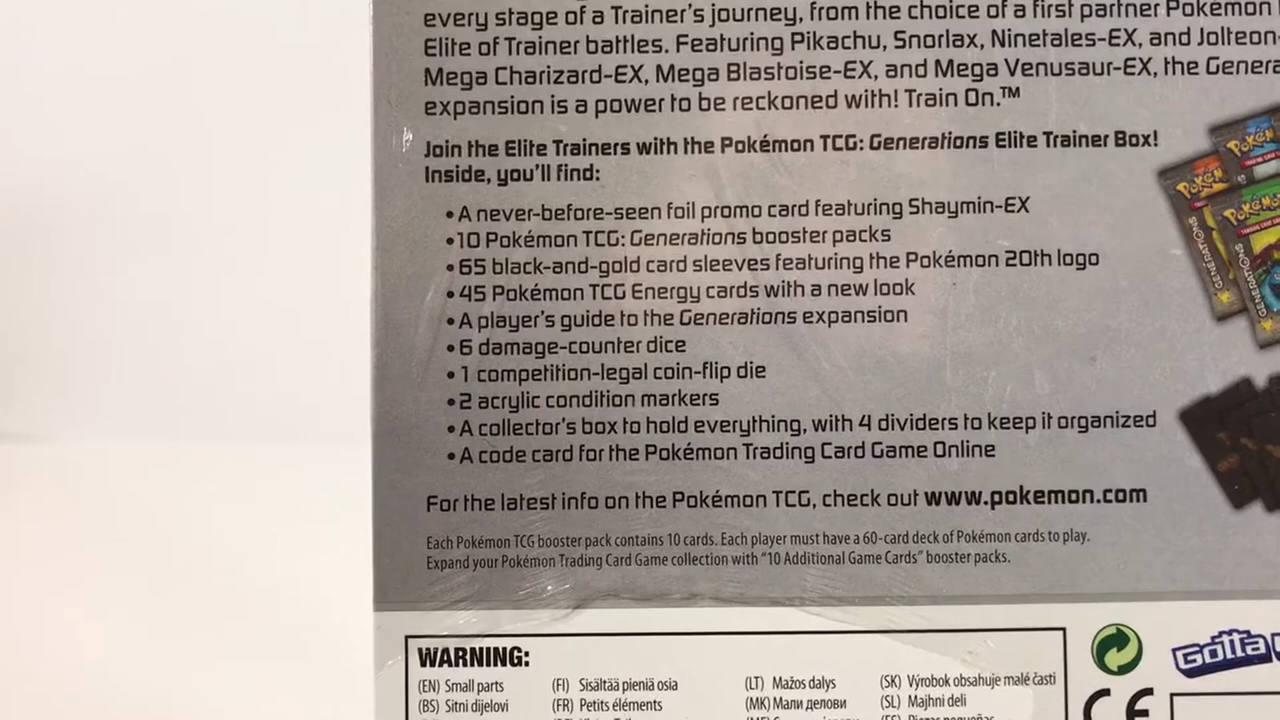 every stage of a Trainer's journey, from the choice of a first partner Pokémon
Elite of Trainer battles. Featuring Pikachu, Snorlax, Ninetales-EX, and Jolteon-
Mega Charizard-EX, Mega Blastoise-EX, and Mega Venusaur-EX, the Genera
expansion is a power to be reckoned with! Train On.™
Join the Elite Trainers with the Pokémon TCG: Generations Elite Trainer Box!
Inside, you'll find:
• A never-before-seen foil promo card featuring Shaymin-EX
• 10 Pokémon TCG: Generations booster packs
• 65 black-and-gold card sleeves featuring the Pokémon 20th logo
• 45 Pokémon TCG Energy cards with a new look
• A player's guide to the Generations expansion
• 6 damage-counter dice
• 1 competition-legal coin-flip die
• 2 acrylic condition markers
• A collector's box to hold everything, with 4 dividers to keep it organized
• A code card for the Pokémon Trading Card Game Online
For the latest info on the Pokémon TCG, check out www.pokemon.com
Each Pokémon TCG booster pack contains 10 cards. Each player must have a 60-card deck of Pokémon cards to play.
Expand your Pokémon Trading Card Game collection with "10 Additional Game Cards" booster packs.
WARNING:
(EN) Small parts (FI) Sisältää pieniä osia (LT) Mažos dalys (SK) Výrobok obsahuje malé časti
(BS) Sitni dijelovi (FR) Petits éléments (MK) Мали делови (SL) Majhni deli
CE
Gotta
GENERATIONS
GENERATIONS